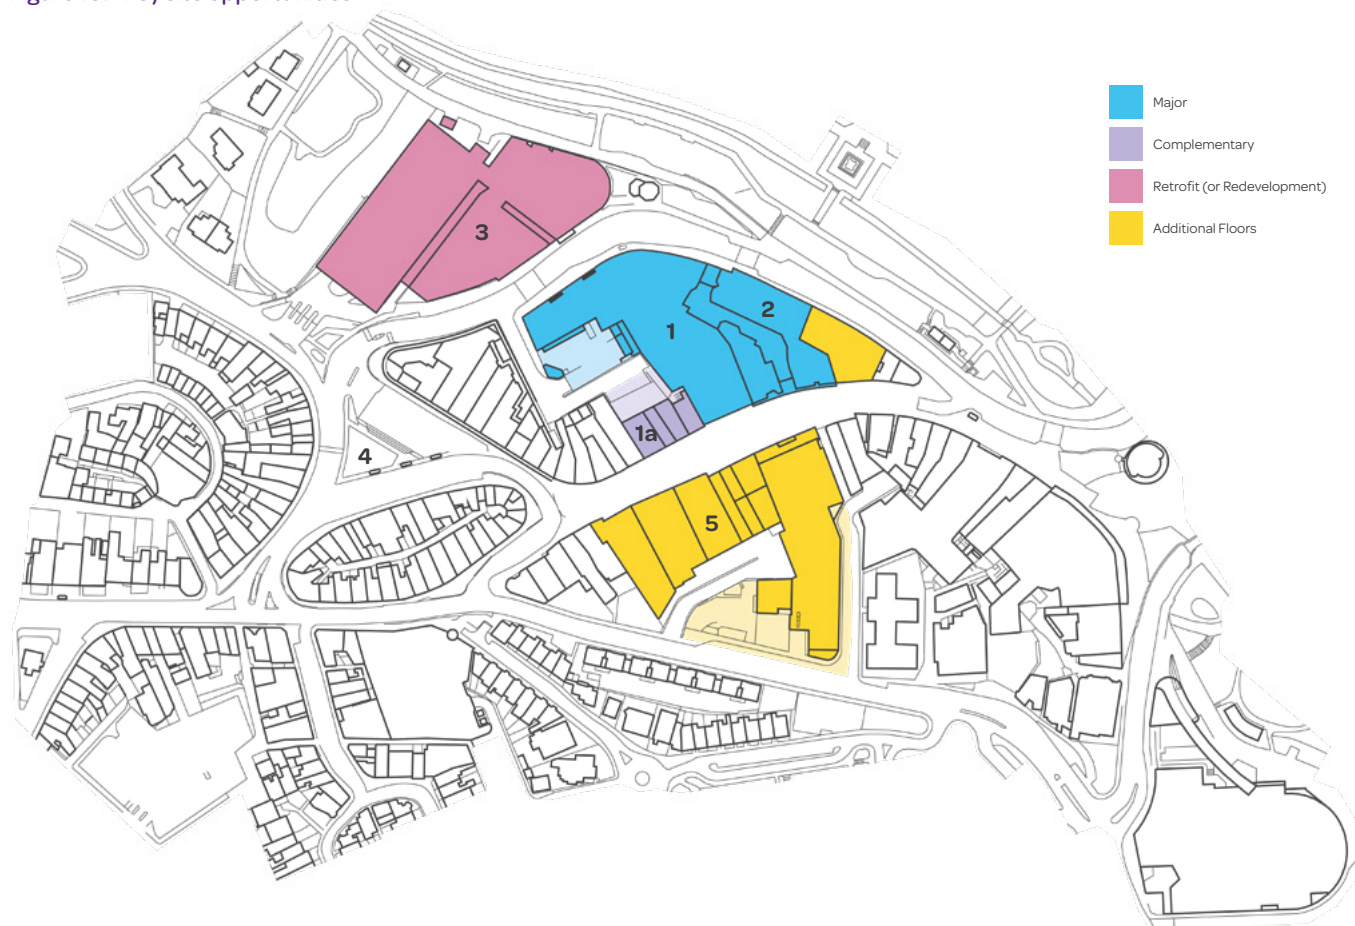 Major
Complementary
Retrofit (or Redevelopment)
Additional Floors
3
2
1
1a
4
5